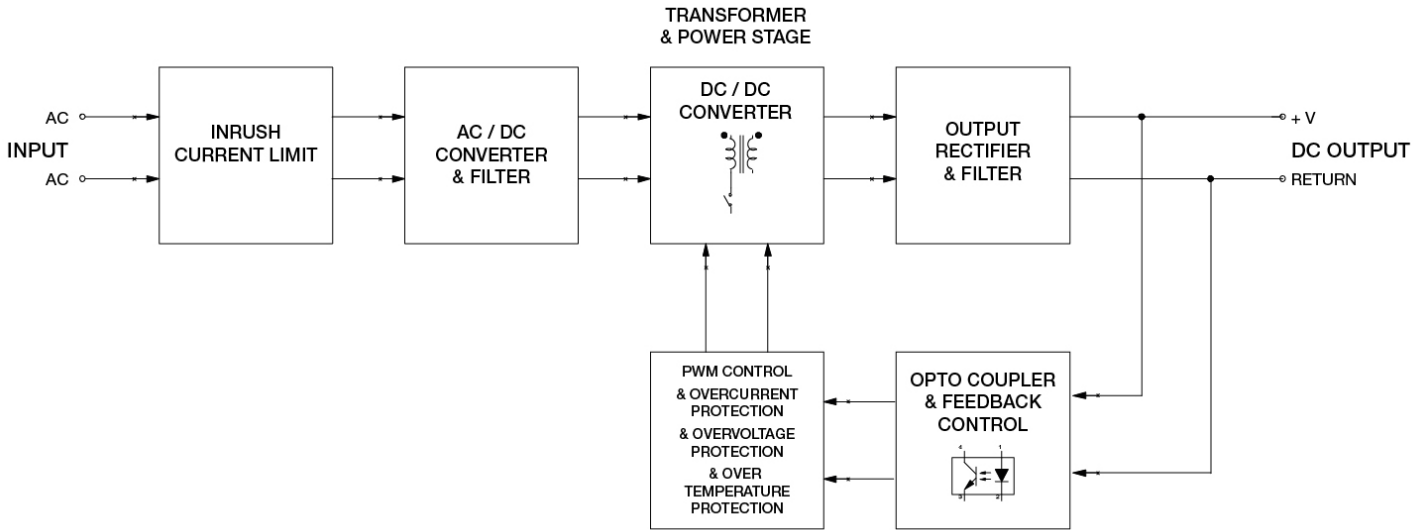 TRANSFORMER
& POWER STAGE
INPUT
AC
AC
INRUSH
CURRENT LIMIT
AC / DC
CONVERTER
& FILTER
DC / DC
CONVERTER
OUTPUT
RECTIFIER
& FILTER
+ V
DC OUTPUT
RETURN
PWM CONTROL
& OVERCURRENT
PROTECTION
& OVERVOLTAGE
PROTECTION
& OVER
TEMPERATURE
PROTECTION
OPTO COUPLER
& FEEDBACK
CONTROL
4 1
3 2